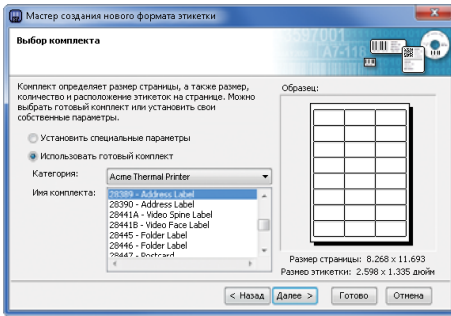 Мастер создания нового формата этикетки
Выбор комплекта
Комплект определяет размер страницы, а также размер,
количество и расположение этикеток на странице. Можно
выбрать готовый комплект или установить свои
собственные параметры.
Установить специальные параметры
Использовать готовый комплект
Категория:
Acme Thermal Printer
Имя комплекта:
28389 - Address Label
28390 - Address Label
28441A - Video Spine Label
28441B - Video Face Label
28445 - Folder Label
28446 - Folder Label
28447 - Postcard
Образец:
Размер страницы: 8.268 x 11.693
Размер этикетки: 2.598 x 1.335 дюйм
< Назад
Далее >
Готово
Отмена